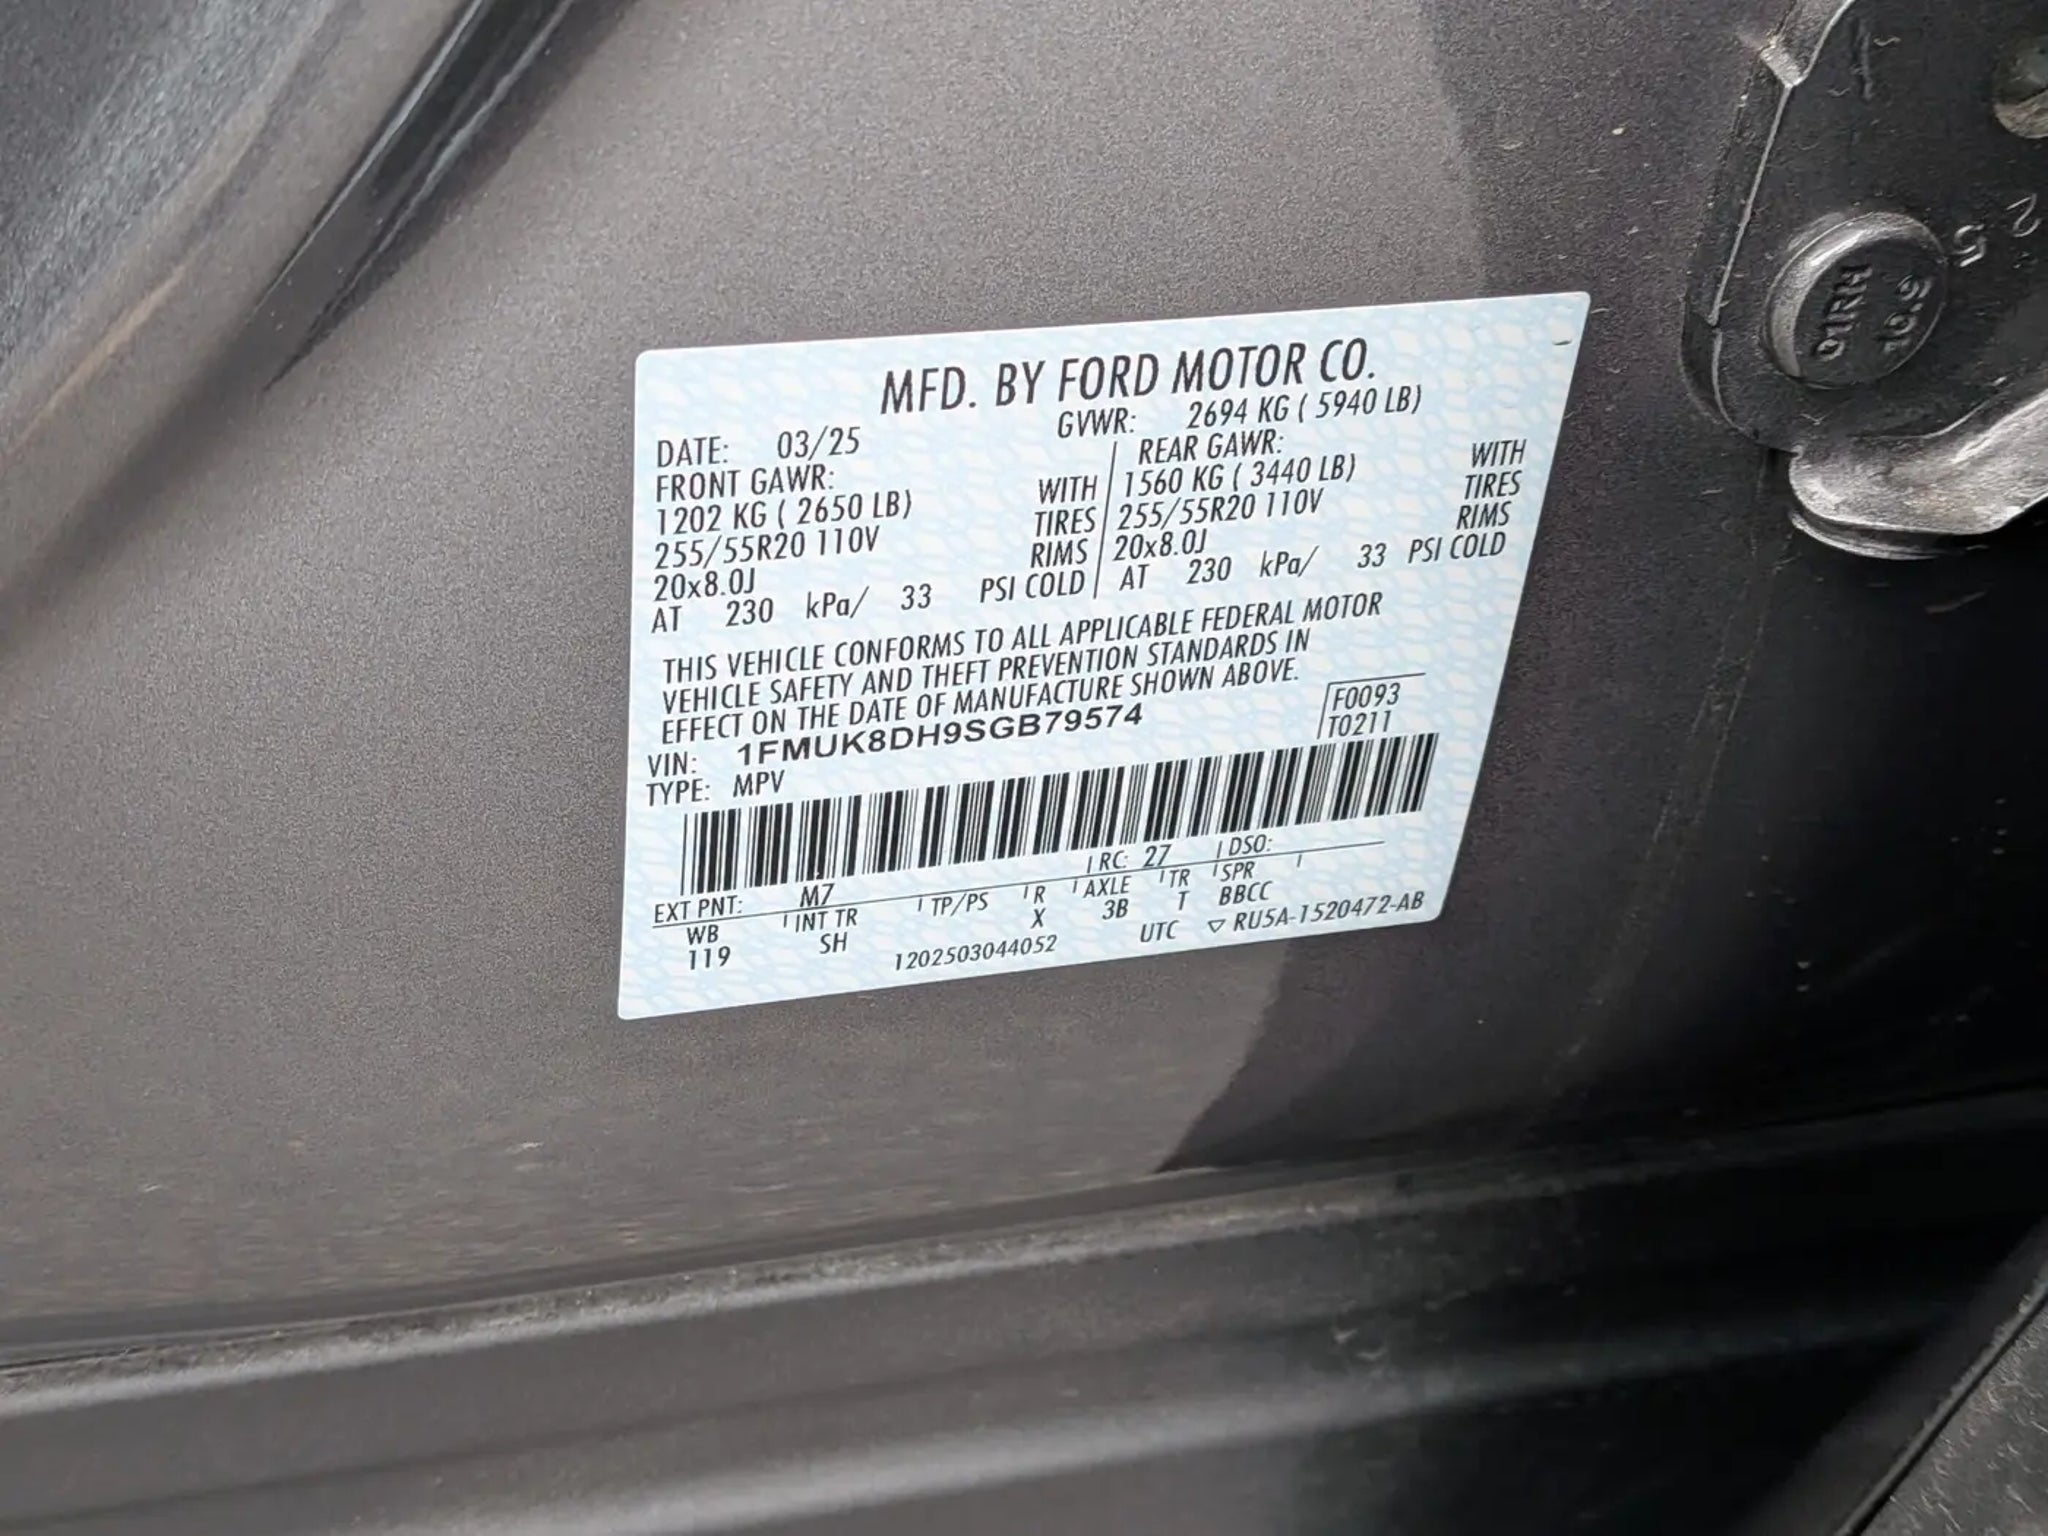 MFD. BY FORD MOTOR CO.
DATE: 03/25 GVWR: 2694 KG ( 5940 LB)
FRONT GAWR: REAR GAWR:
1202 KG ( 2650 LB) WITH 1560 KG ( 3440 LB) WITH
255/55R20 110V TIRES 255/55R20 110V TIRES
20x8.0J RIMS 20x8.0J RIMS
AT 230 kPa/ 33 PSI COLD AT 230 kPa/ 33 PSI COLD
THIS VEHICLE CONFORMS TO ALL APPLICABLE FEDERAL MOTOR
VEHICLE SAFETY AND THEFT PREVENTION STANDARDS IN
EFFECT ON THE DATE OF MANUFACTURE SHOWN ABOVE.
VIN: 1FMUK8DH9SGB79574 F0093
TYPE: MPV T0211
EXT PNT: M7 RC: 27 DSO:
WB INT TR TP/PS R AXLE TR SPR
119 SH X 3B T BBCC
1202503044052 UTC ▽ RU5A-1520472-AB
01RH
10.9
5
2